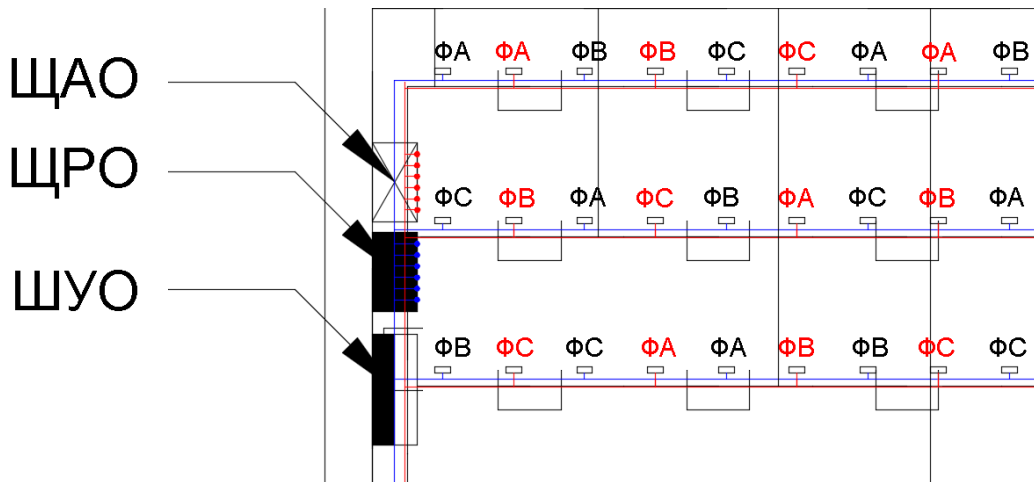 ФА ФА ФВ ФВ ФС ФС ФА ФА ФВ
ЩАО
ЩРО
ФС ФВ ФА ФС ФВ ФА ФС ФВ ФА
ШУО
ФВ ФС ФС ФА ФА ФВ ФВ ФС ФС